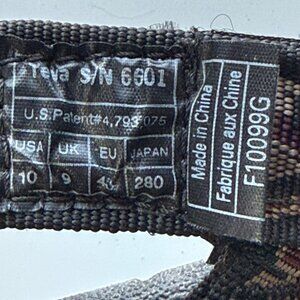 Teva S/N 6601
U.S. Patent#4,793,075
USA UK EU JAPAN
10 9 280
Made in China
Fabrique aux Chine
F10099G